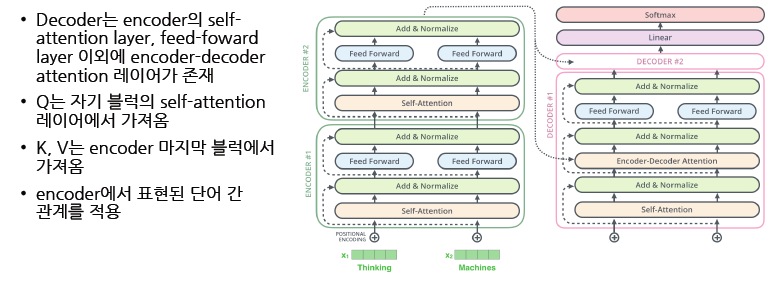 • Decoder는 encoder의 self-
attention layer, feed-foward
layer 이외에 encoder-decoder
attention 레이어가 존재
• Q는 자기 블럭의 self-attention
레이어에서 가져옴
• K, V는 encoder 마지막 블럭에서
가져옴
• encoder에서 표현된 단어 간
관계를 적용
ENCODER #2
Add & Normalize
Feed Forward
Feed Forward
Add & Normalize
Self-Attention
ENCODER #1
Add & Normalize
Feed Forward
Feed Forward
Add & Normalize
Self-Attention
POSITIONAL
ENCODING
x₁
x₂
Thinking
Machines
Softmax
Linear
DECODER #2
DECODER #1
Add & Normalize
Feed Forward
Feed Forward
Add & Normalize
Encoder-Decoder Attention
Add & Normalize
Self-Attention